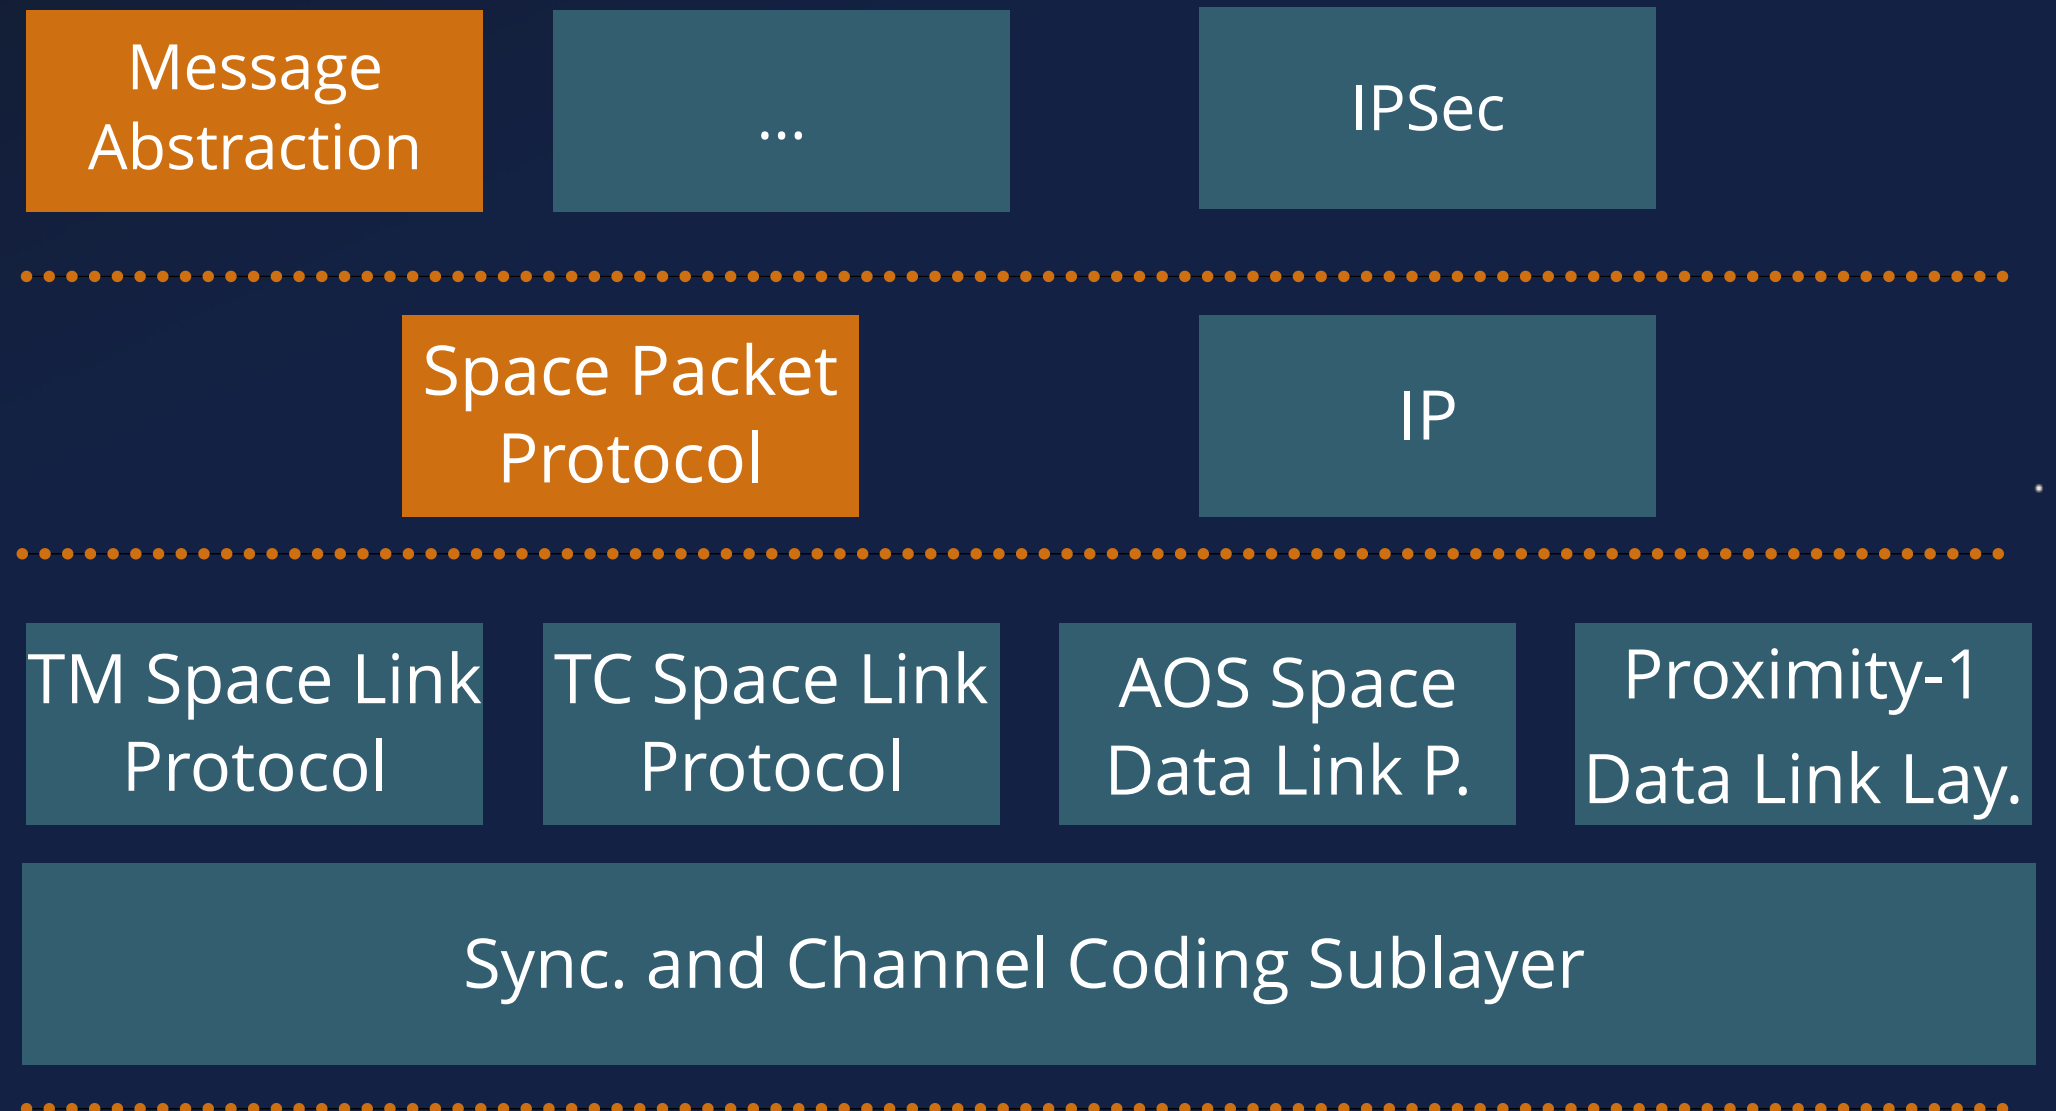 Message
Abstraction
...
IPSec
Space Packet
Protocol
IP
TM Space Link
Protocol
TC Space Link
Protocol
AOS Space
Data Link P.
Proximity-1
Data Link Lay.
Sync. and Channel Coding Sublayer